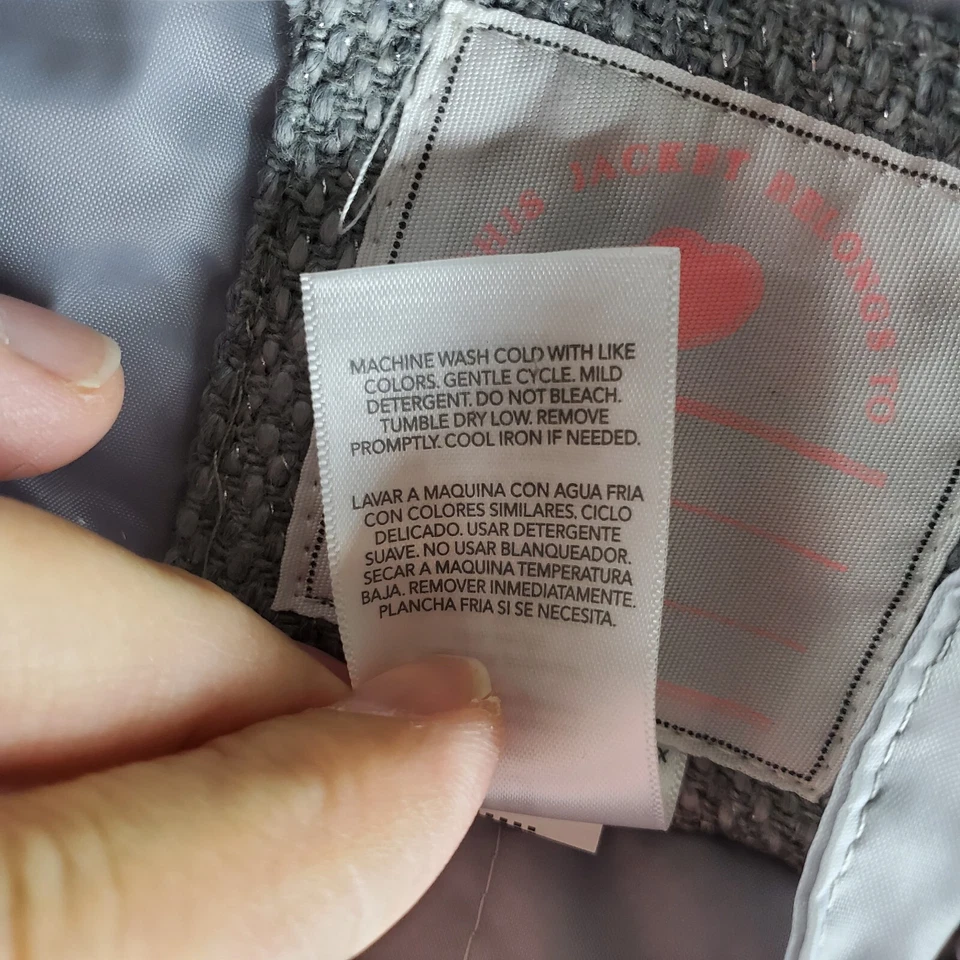 HIS JACKET BELONGS TO
MACHINE WASH COLD WITH LIKE
COLORS. GENTLE CYCLE. MILD
DETERGENT. DO NOT BLEACH.
TUMBLE DRY LOW. REMOVE
PROMPTLY. COOL IRON IF NEEDED.
LAVAR A MAQUINA CON AGUA FRIA
CON COLORES SIMILARES. CICLO
DELICADO. USAR DETERGENTE
SUAVE. NO USAR BLANQUEADOR.
SECAR A MAQUINA TEMPERATURA
BAJA. REMOVER INMEDIATAMENTE.
PLANCHA FRIA SI SE NECESITA.